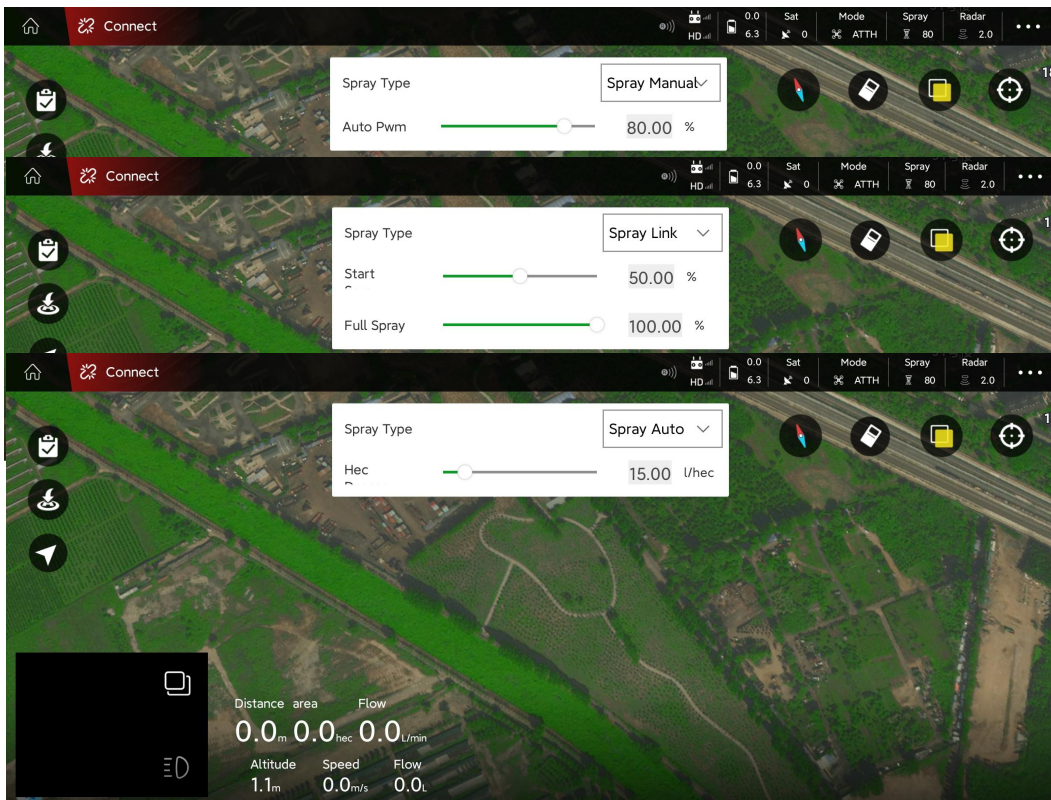 Connect
HD
0.0
6.3
Sat
0
Mode
ATTH
Spray
80
Radar
2.0
Spray Type Spray Manual
Auto Pwm 80.00 %
Connect
HD
0.0
6.3
Sat
0
Mode
ATTH
Spray
80
Radar
2.0
Spray Type Spray Link
Start 50.00 %
Full Spray 100.00 %
Connect
HD
0.0
6.3
Sat
0
Mode
ATTH
Spray
80
Radar
2.0
Spray Type Spray Auto
Hec 15.00 l/hec
Distance area Flow
0.0m 0.0hec 0.0L/min
Altitude Speed Flow
1.1m 0.0m/s 0.0L